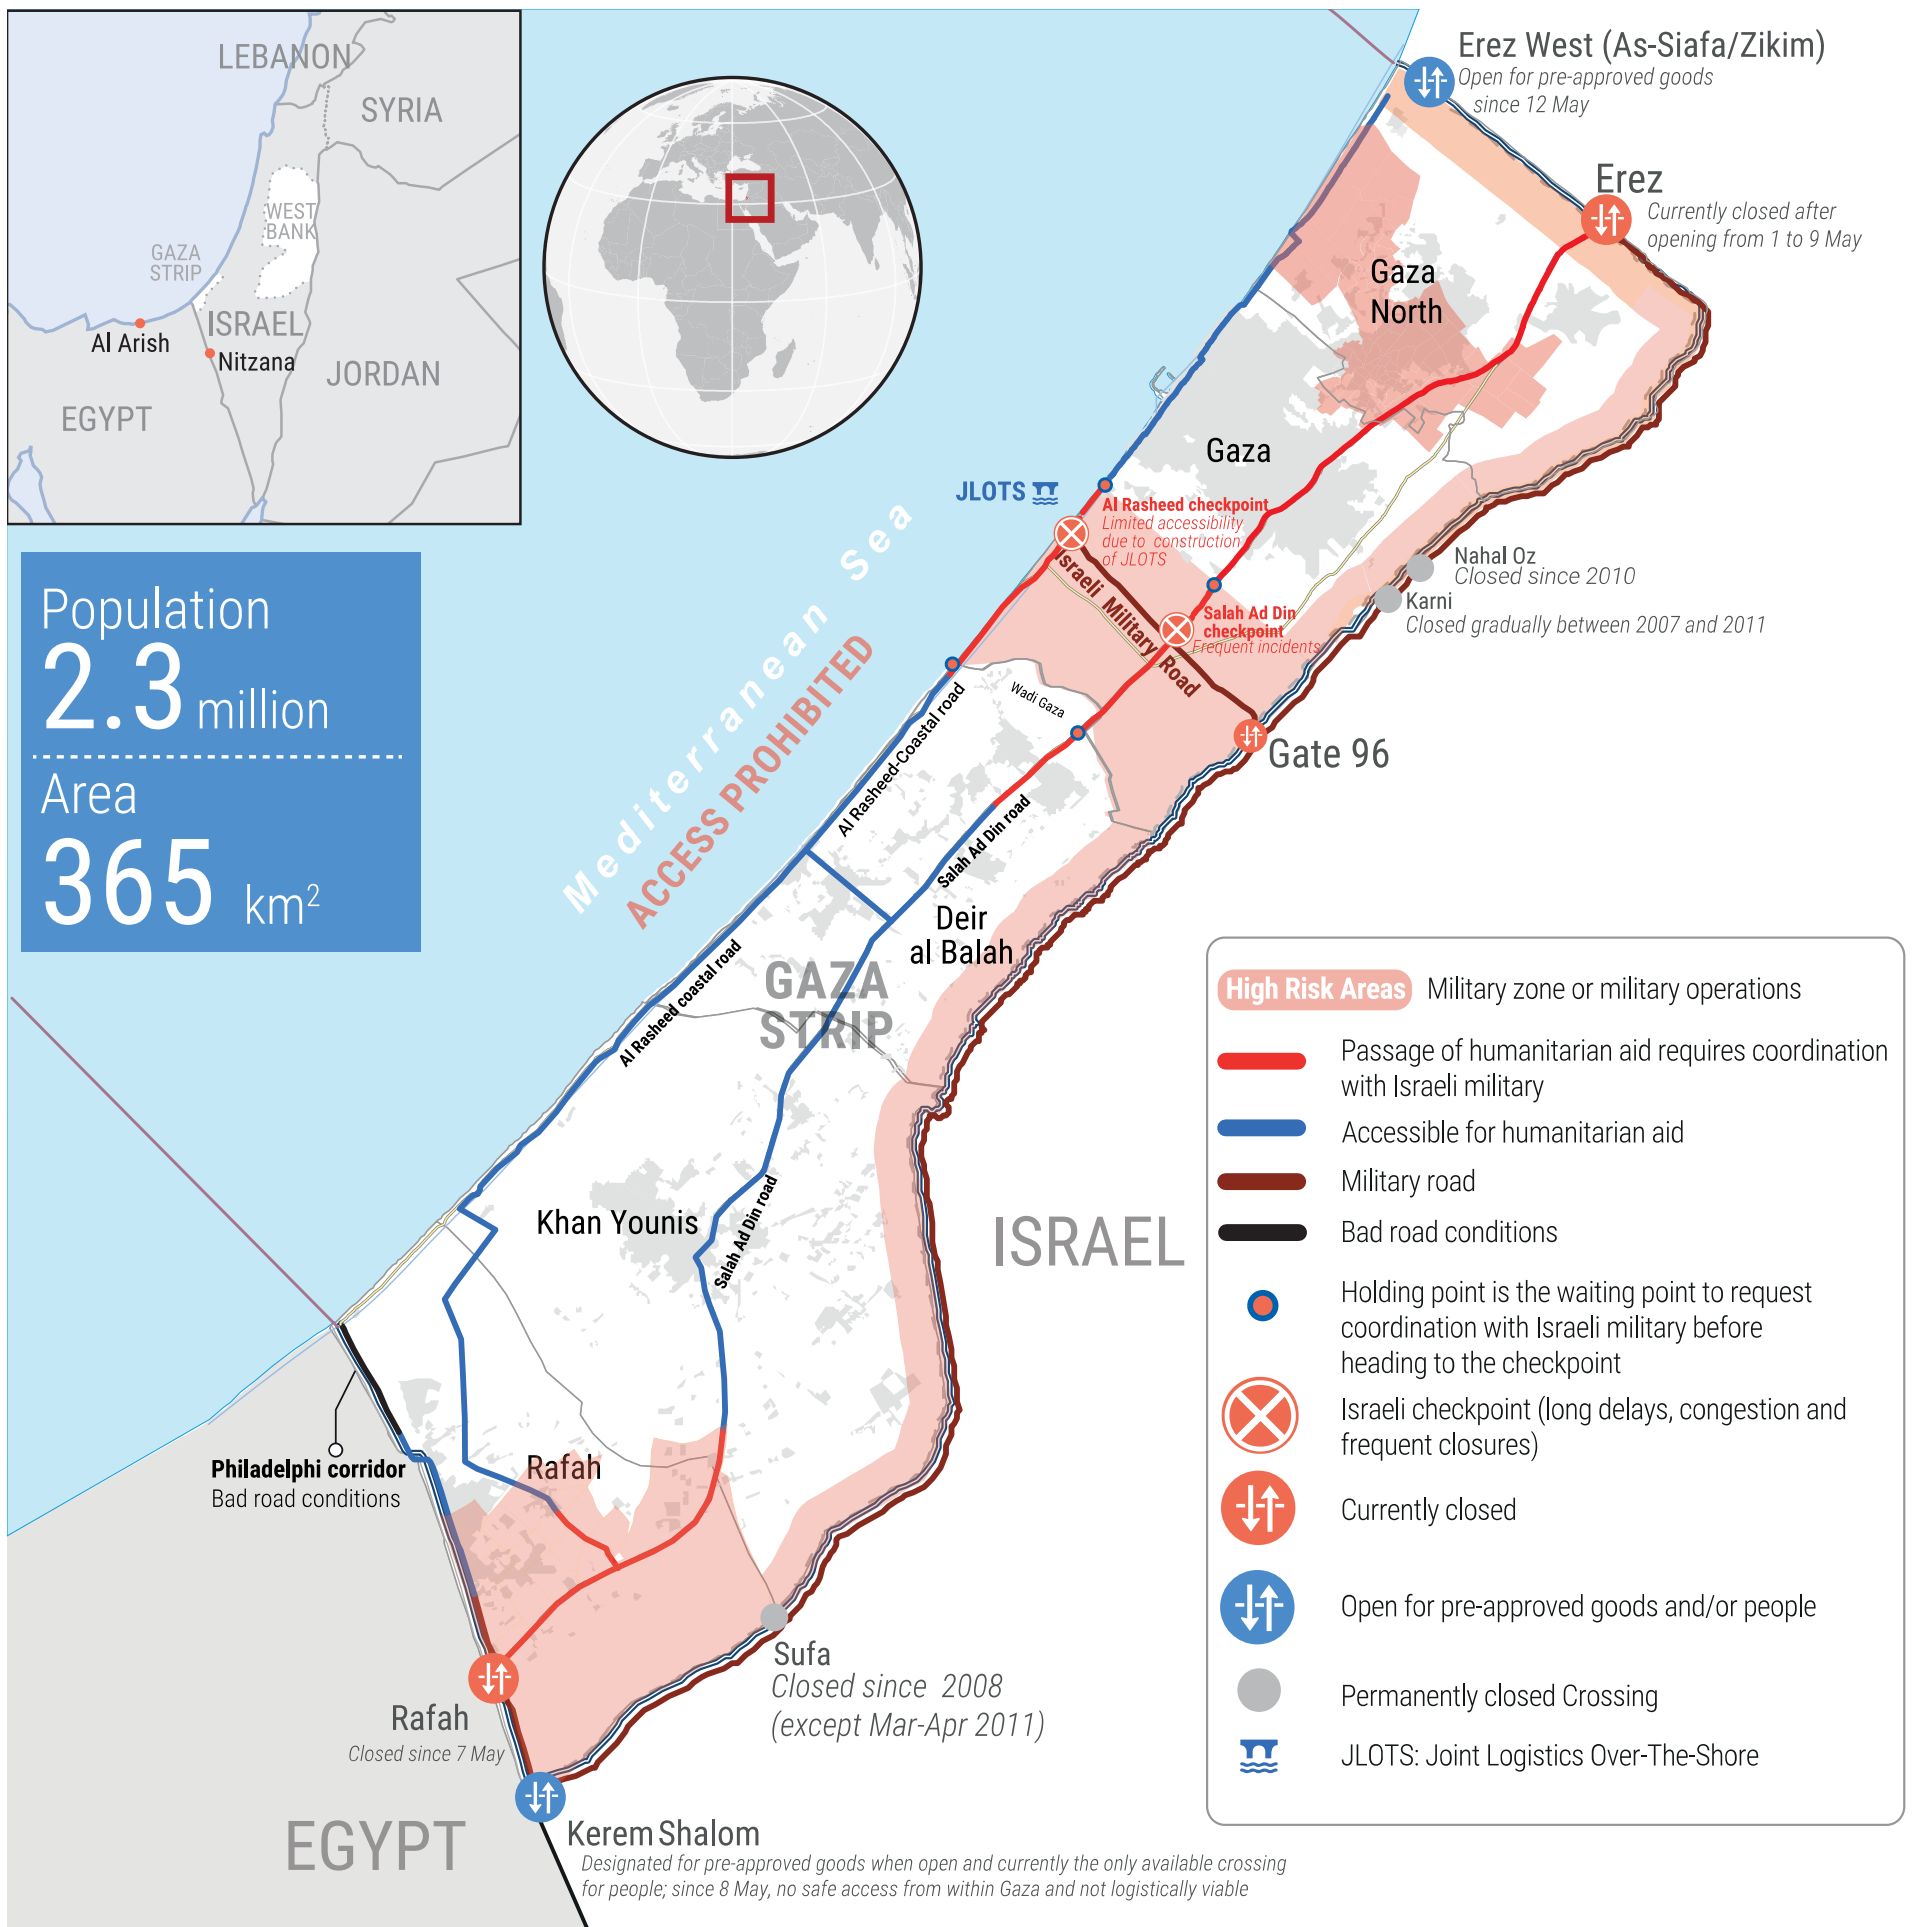 LEBANON
SYRIA
WEST
BANK
GAZA
STRIP
ISRAEL
Al Arish
Nitzana
JORDAN
EGYPT
Population
2.3 million
Area
365 km²
Mediterranean Sea
ACCESS PROHIBITED
Erez West (As-Siafa/Zikim)
Open for pre-approved goods
since 12 May
Erez
Currently closed after
opening from 1 to 9 May
Gaza
North
Gaza
JLOTS
Al Rasheed checkpoint
Limited accessibility
due to construction
of JLOTS
Israeli Military Road
Salah Ad Din
checkpoint
Frequent incidents
Nahal Oz
Closed since 2010
Karni
Closed gradually between 2007 and 2011
Gate 96
Wadi Gaza
Al Rasheed-Coastal road
Salah Ad Din road
Deir
al Balah
GAZA
STRIP
Al Rasheed coastal road
Khan Younis
Salah Ad Din road
ISRAEL
Philadelphi corridor
Bad road conditions
Rafah
Sufa
Closed since 2008
(except Mar-Apr 2011)
Rafah
Closed since 7 May
EGYPT
Kerem Shalom
Designated for pre-approved goods when open and currently the only available crossing
for people; since 8 May, no safe access from within Gaza and not logistically viable
High Risk Areas Military zone or military operations
Passage of humanitarian aid requires coordination
with Israeli military
Accessible for humanitarian aid
Military road
Bad road conditions
Holding point is the waiting point to request
coordination with Israeli military before
heading to the checkpoint
Israeli checkpoint (long delays, congestion and
frequent closures)
Currently closed
Open for pre-approved goods and/or people
Permanently closed Crossing
JLOTS: Joint Logistics Over-The-Shore